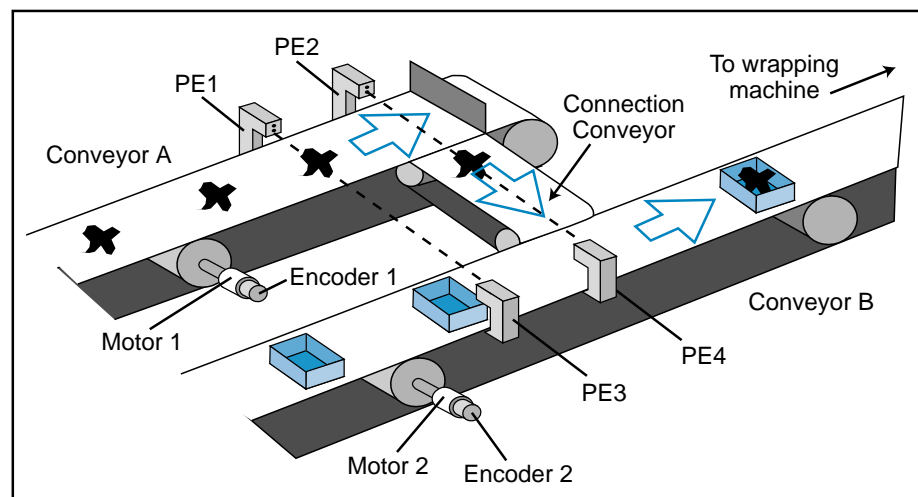 PE2
PE1
To wrapping
machine
Connection
Conveyor
Conveyor A
Encoder 1
Motor 1
Conveyor B
PE4
PE3
Motor 2
Encoder 2